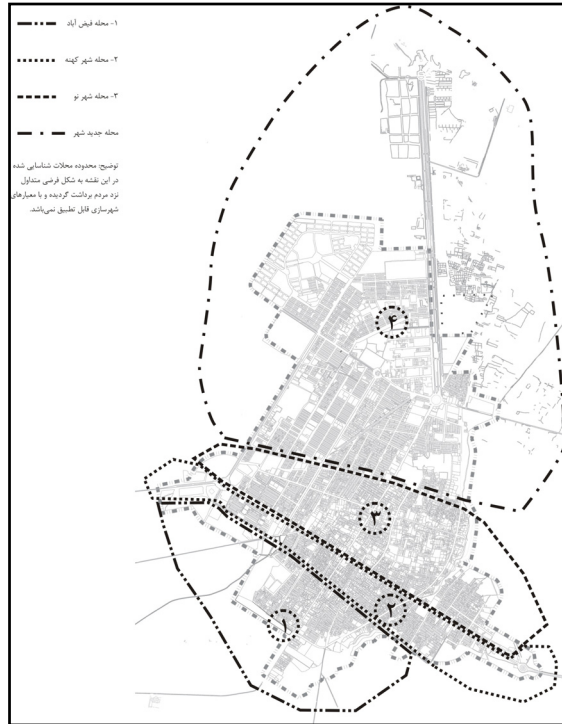 ۱- محله فیض آباد
۲- محله شهر کهنه
۳- محله شهر نو
محله جدید شهر
توضیح: محدوده محلات شناسایی شده
در این نقشه به شکل فرضی متداول
نزد مردم برداشت گردیده و با معیارهای
شهرسازی قابل تطبیق نمی‌باشد.
۴
۳
۲
۱